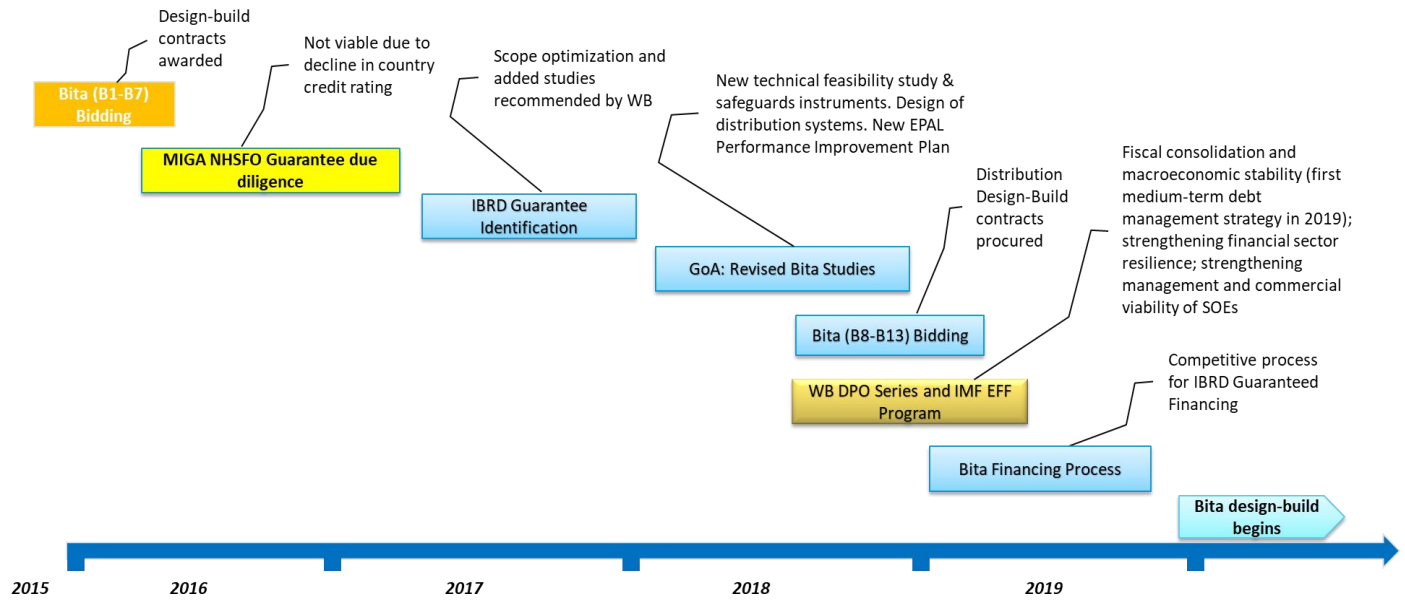 Design-build
contracts
awarded
Bita (B1-B7)
Bidding
Not viable due to
decline in country
credit rating
MIGA NHSFO Guarantee due
diligence
Scope optimization and
added studies
recommended by WB
IBRD Guarantee
Identification
New technical feasibility study &
safeguards instruments. Design of
distribution systems. New EPAL
Performance Improvement Plan
GoA: Revised Bita Studies
Distribution
Design-Build
contracts
procured
Bita (B8-B13) Bidding
Fiscal consolidation and
macroeconomic stability (first
medium-term debt
management strategy in 2019);
strengthening financial sector
resilience; strengthening
management and commercial
viability of SOEs
WB DPO Series and IMF EFF
Program
Competitive process
for IBRD Guaranteed
Financing
Bita Financing Process
Bita design-build
begins
2015 2016 2017 2018 2019